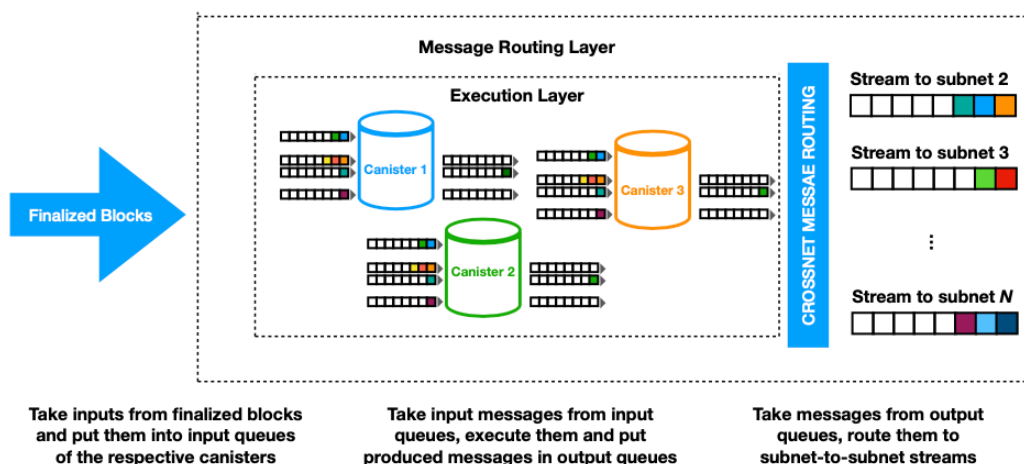 Message Routing Layer
Execution Layer
Finalized Blocks
Canister 1
Canister 2
Canister 3
CROSSNET MESSAE ROUTING
Stream to subnet 2
Stream to subnet 3
⋮
Stream to subnet N
Take inputs from finalized blocks
and put them into input queues
of the respective canisters
Take input messages from input
queues, execute them and put
produced messages in output queues
Take messages from output
queues, route them to
subnet-to-subnet streams